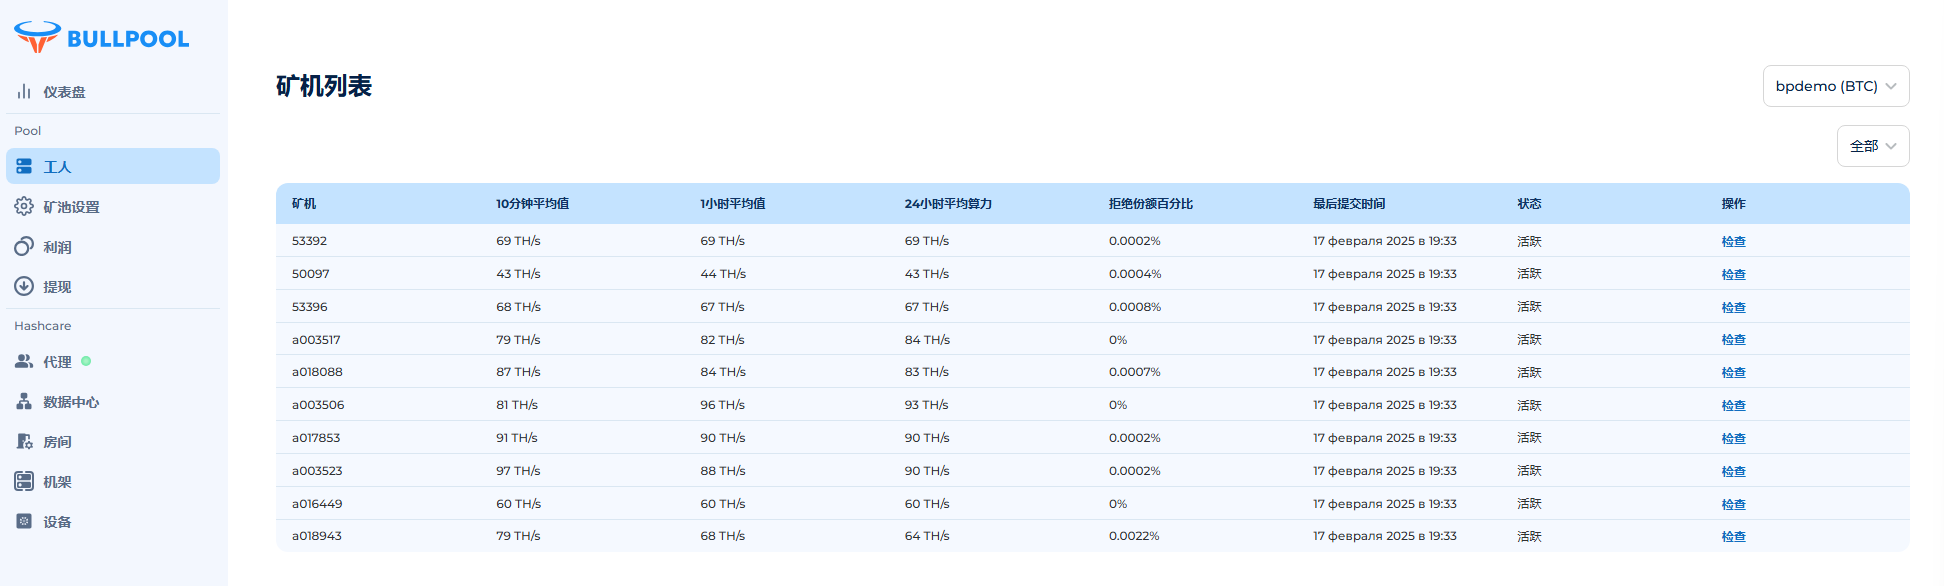 BULLPOOL
仪表盘
Pool
工人
矿池设置
利润
提现
Hashcare
代理
数据中心
房间
机架
设备
矿机列表
bpdemo (BTC)
全部
矿机 10分钟平均值 1小时平均值 24小时平均算力 拒绝份额百分比 最后提交时间 状态 操作
53392 69 TH/s 69 TH/s 69 TH/s 0.0002% 17 февраля 2025 в 19:33 活跃 检查
50097 43 TH/s 44 TH/s 43 TH/s 0.0004% 17 февраля 2025 в 19:33 活跃 检查
53396 68 TH/s 67 TH/s 67 TH/s 0.0008% 17 февраля 2025 в 19:33 活跃 检查
a003517 79 TH/s 82 TH/s 84 TH/s 0% 17 февраля 2025 в 19:33 活跃 检查
a018088 87 TH/s 84 TH/s 83 TH/s 0.0007% 17 февраля 2025 в 19:33 活跃 检查
a003506 81 TH/s 96 TH/s 93 TH/s 0% 17 февраля 2025 в 19:33 活跃 检查
a017853 91 TH/s 90 TH/s 90 TH/s 0.0002% 17 февраля 2025 в 19:33 活跃 检查
a003523 97 TH/s 88 TH/s 90 TH/s 0.0002% 17 февраля 2025 в 19:33 活跃 检查
a016449 60 TH/s 60 TH/s 60 TH/s 0% 17 февраля 2025 в 19:33 活跃 检查
a018943 79 TH/s 68 TH/s 64 TH/s 0.0022% 17 февраля 2025 в 19:33 活跃 检查